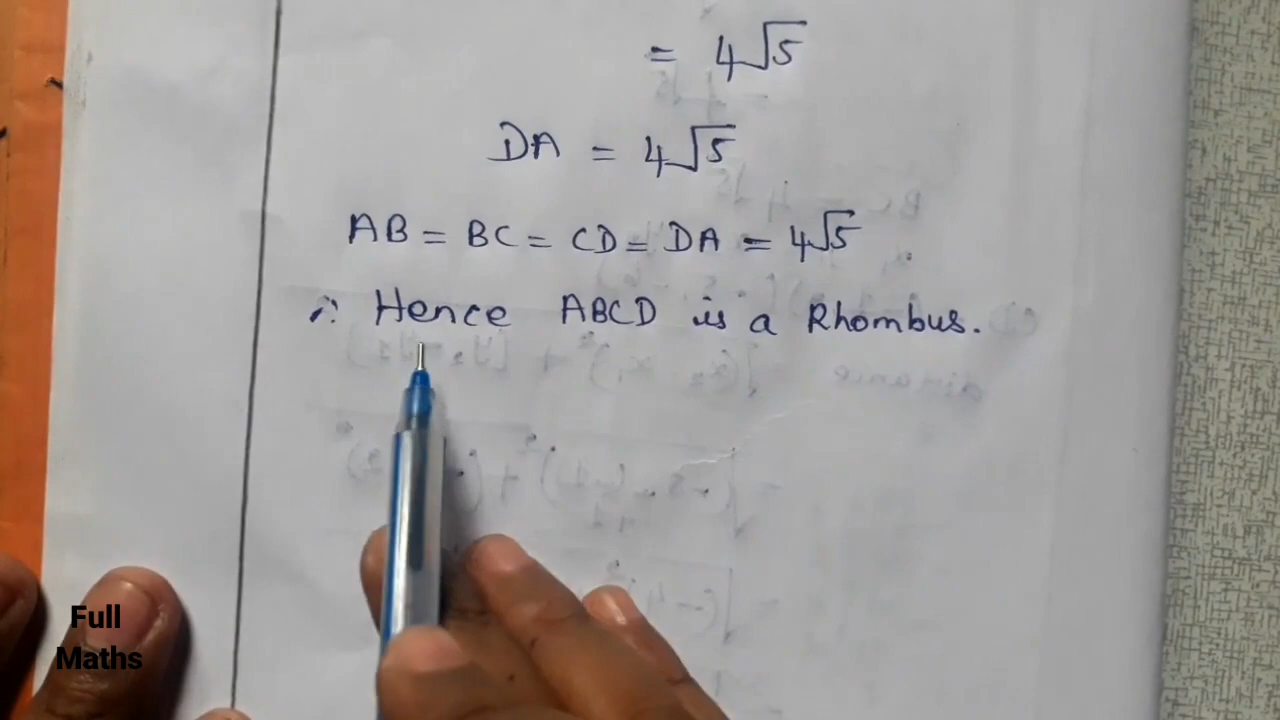 = 4√5
DA = 4√5
AB = BC = CD = DA = 4√5
∴ Hence ABCD is a Rhombus.
Full
Maths